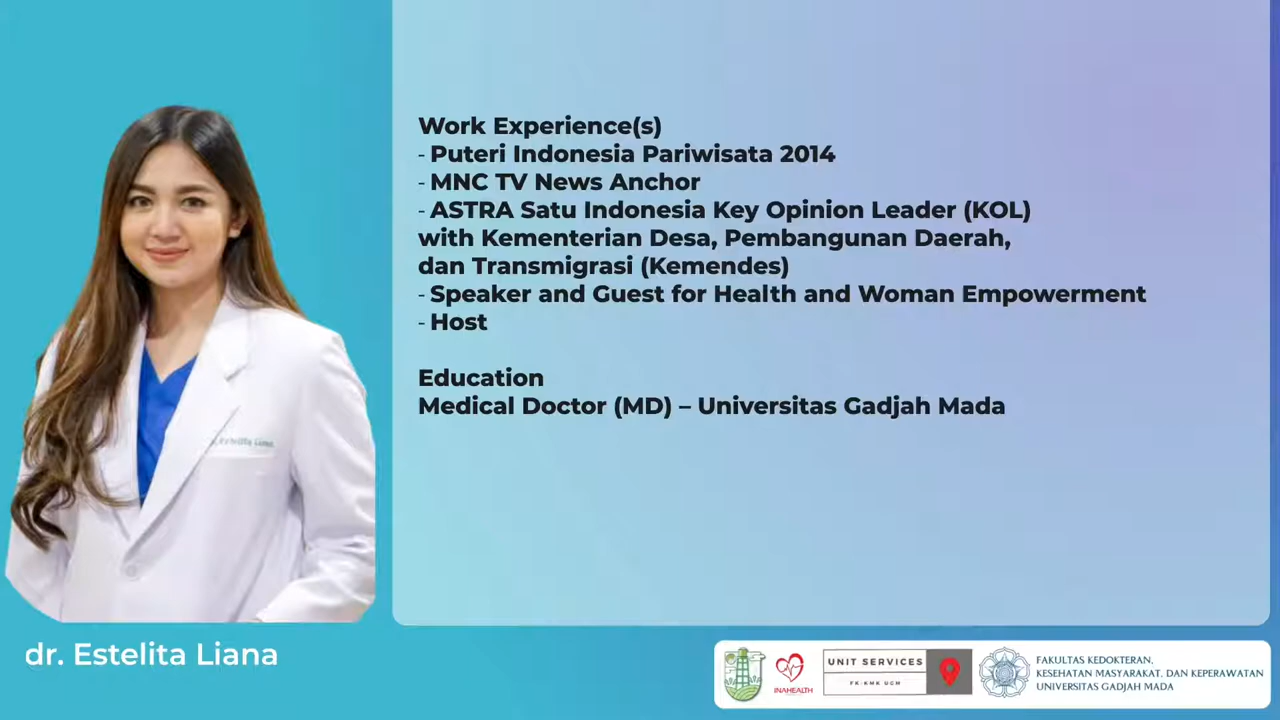 Work Experience(s)
- Puteri Indonesia Pariwisata 2014
- MNC TV News Anchor
- ASTRA Satu Indonesia Key Opinion Leader (KOL)
with Kementerian Desa, Pembangunan Daerah,
dan Transmigrasi (Kemendes)
- Speaker and Guest for Health and Woman Empowerment
- Host
Education
Medical Doctor (MD) – Universitas Gadjah Mada
dr. Estelita Liana
INAHEALTH
UNIT SERVICES
FK-KMK UGM
FAKULTAS KEDOKTERAN,
KESEHATAN MASYARAKAT, DAN KEPERAWATAN
UNIVERSITAS GADJAH MADA